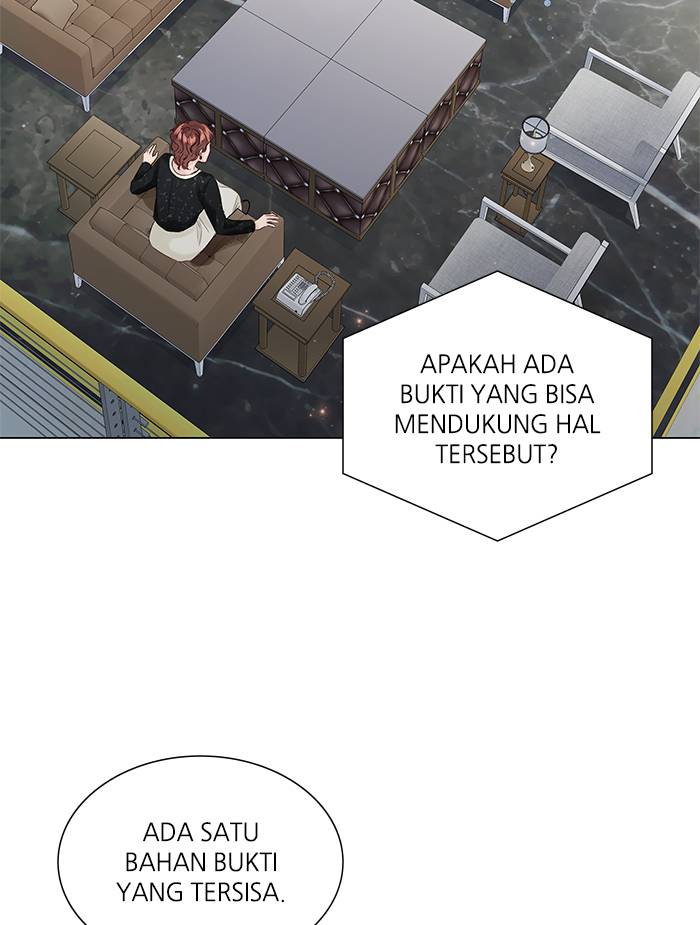 APAKAH ADA
BUKTI YANG BISA
MENDUKUNG HAL
TERSEBUT?
ADA SATU
BAHAN BUKTI
YANG TERSISA.